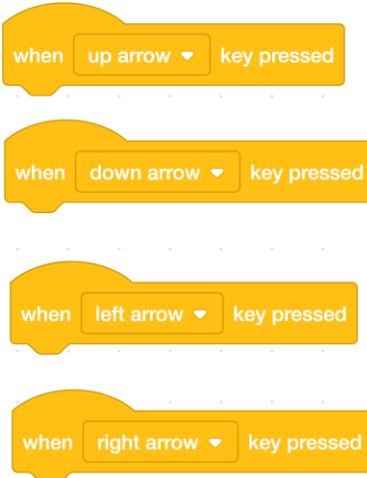 when up arrow key pressed
when down arrow key pressed
when left arrow key pressed
when right arrow key pressed